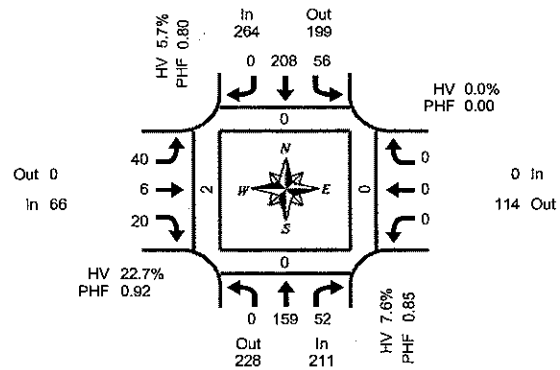 In Out
264 199
HV 5.7%
PHF 0.80
0 208 56
HV 0.0%
PHF 0.00
0
40
0
Out 0
6
2
N
W E
S
0
0
0 In
In 66
20
0
114 Out
0
HV 22.7%
PHF 0.92
0 159 52
HV 7.6%
PHF 0.85
Out In
228 211